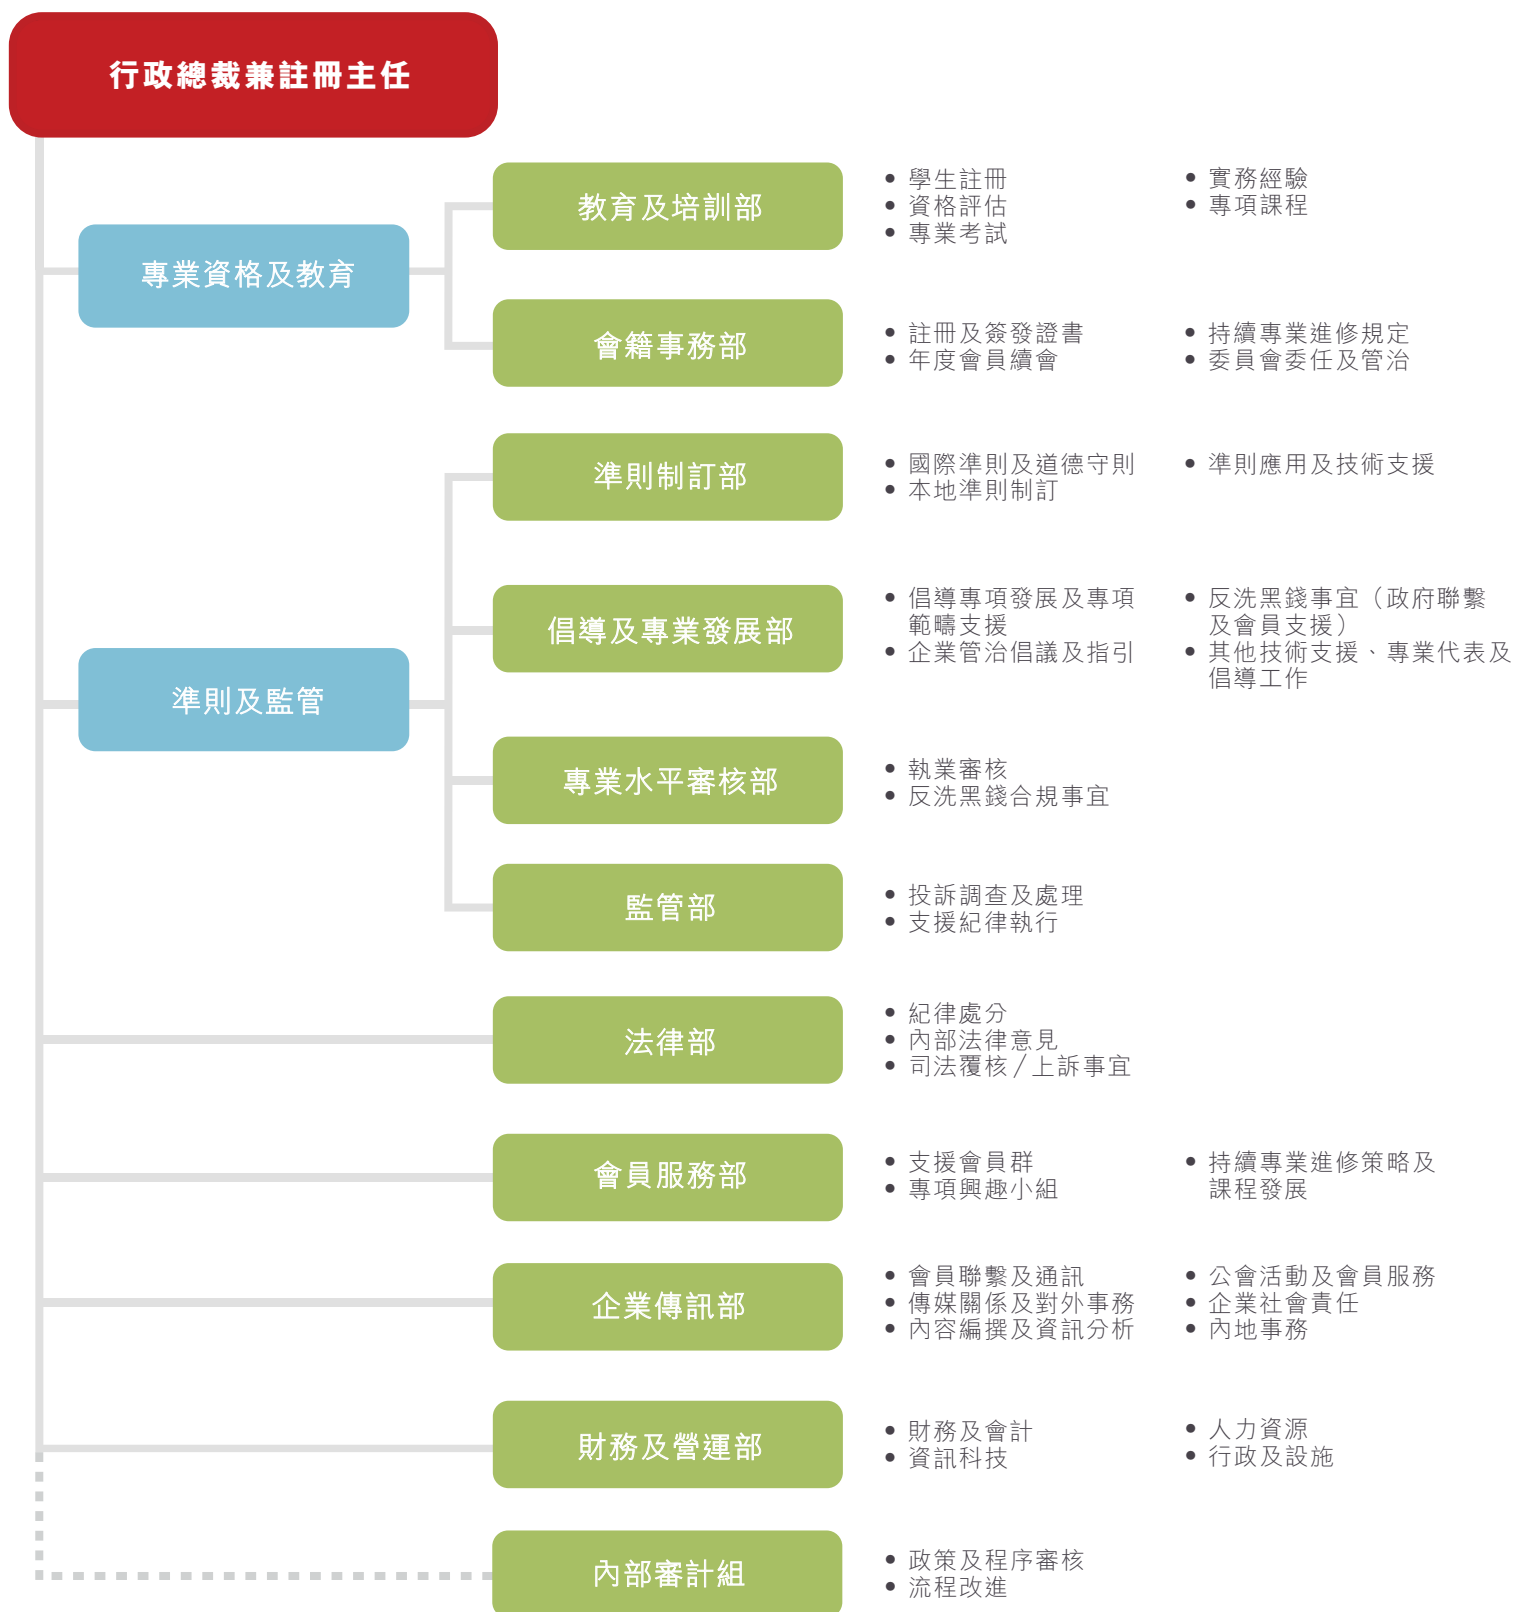 行政總裁兼註冊主任
專業資格及教育
教育及培訓部
• 學生註冊
• 資格評估
• 專業考試
• 實務經驗
• 專項課程
會籍事務部
• 註冊及簽發證書
• 年度會員續會
• 持續專業進修規定
• 委員會委任及管治
準則及監管
準則制訂部
• 國際準則及道德守則
• 本地準則制訂
• 準則應用及技術支援
倡導及專業發展部
• 倡導專項發展及專項
範疇支援
• 企業管治倡議及指引
• 反洗黑錢事宜（政府聯繫
及會員支援）
• 其他技術支援、專業代表及
倡導工作
專業水平審核部
• 執業審核
• 反洗黑錢合規事宜
監管部
• 投訴調查及處理
• 支援紀律執行
法律部
• 紀律處分
• 內部法律意見
• 司法覆核／上訴事宜
會員服務部
• 支援會員群
• 專項興趣小組
• 持續專業進修策略及
課程發展
企業傳訊部
• 會員聯繫及通訊
• 傳媒關係及對外事務
• 內容編撰及資訊分析
• 公會活動及會員服務
• 企業社會責任
• 內地事務
財務及營運部
• 財務及會計
• 資訊科技
• 人力資源
• 行政及設施
內部審計組
• 政策及程序審核
• 流程改進